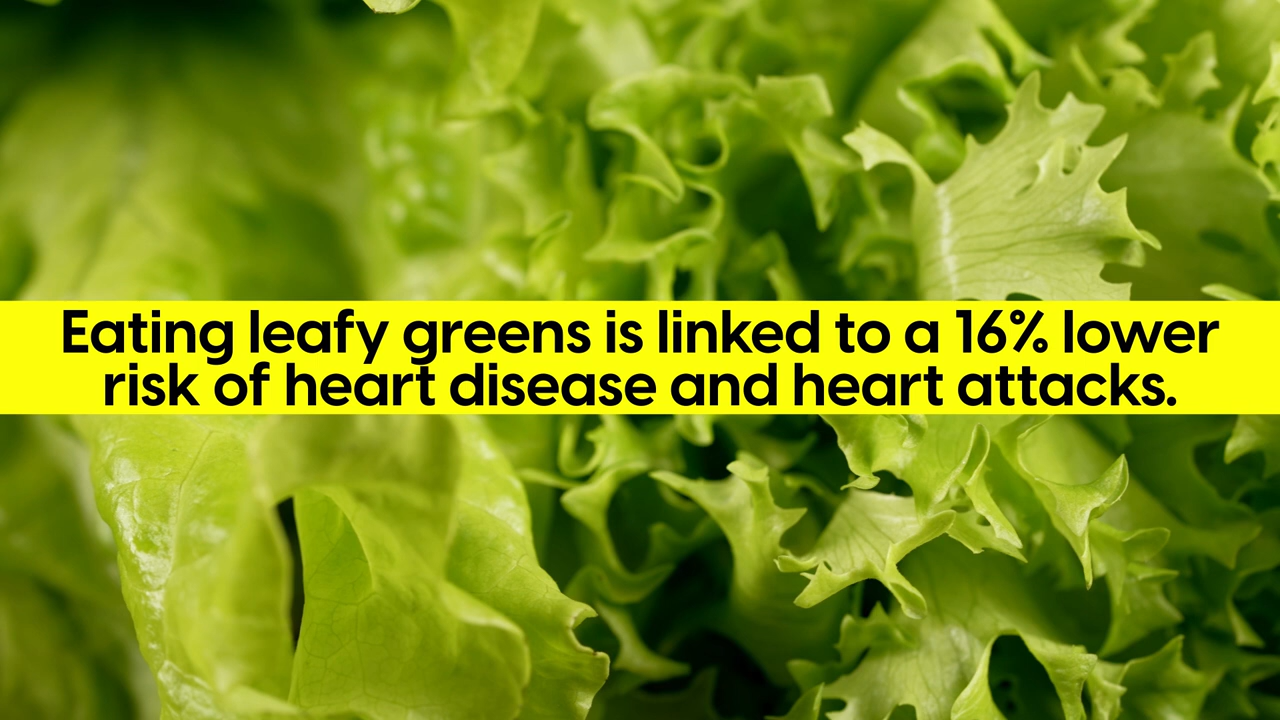 Eating leafy greens is linked to a 16% lower
risk of heart disease and heart attacks.